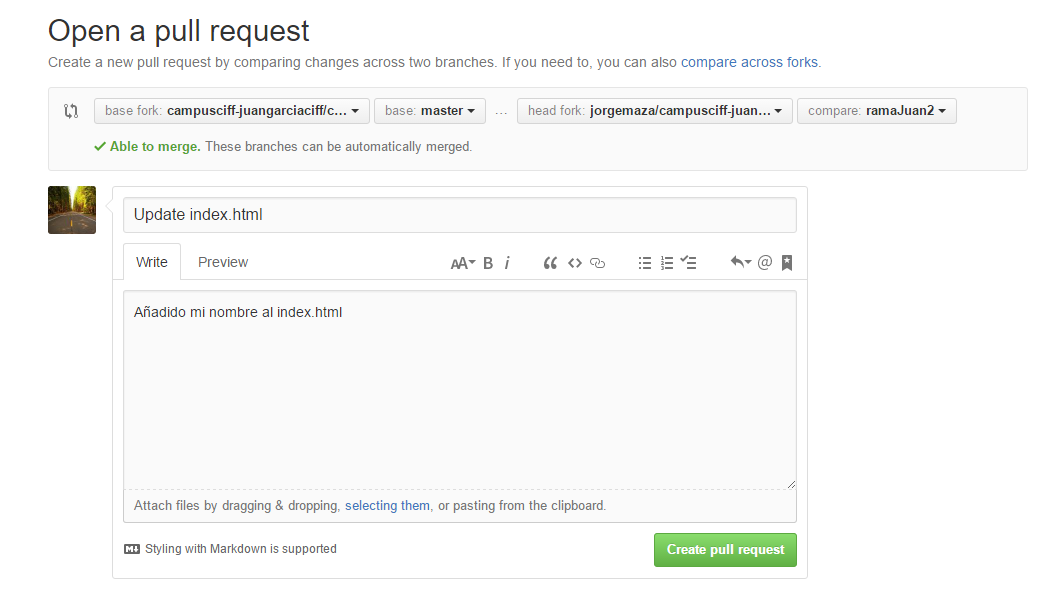 Open a pull request
Create a new pull request by comparing changes across two branches. If you need to, you can also compare across forks.
base fork: campusciff-juangarciaciff/c... base: master ... head fork: jorgemaza/campusciff-juan... compare: ramaJuan2
Able to merge. These branches can be automatically merged.
Update index.html
Write Preview AA B i @
Añadido mi nombre al index.html
Attach files by dragging & dropping, selecting them, or pasting from the clipboard.
Styling with Markdown is supported Create pull request